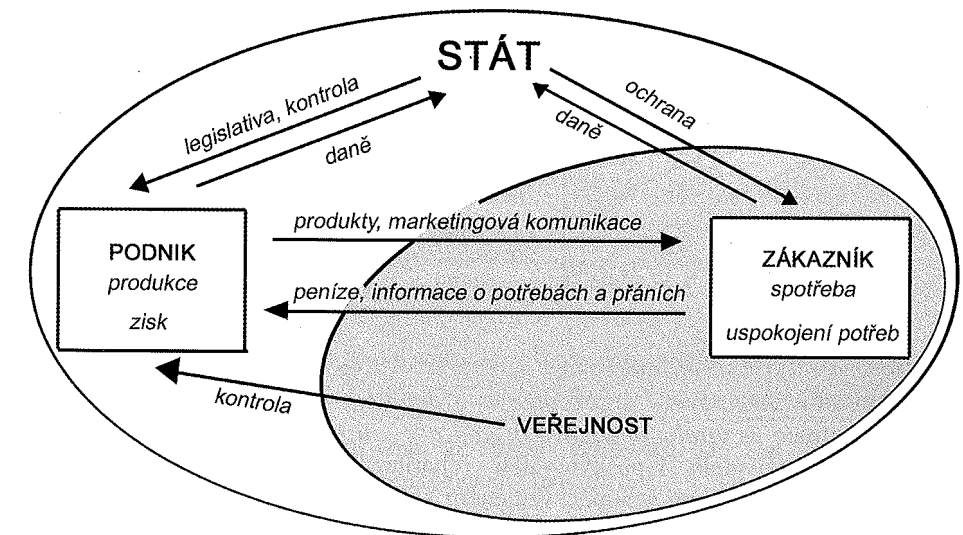 STÁT
legislativa, kontrola
daně
daně
ochrana
PODNIK
produkce
zisk
produkty, marketingová komunikace
peníze, informace o potřebách a přáních
ZÁKAZNÍK
spotřeba
uspokojení potřeb
kontrola
VEŘEJNOST